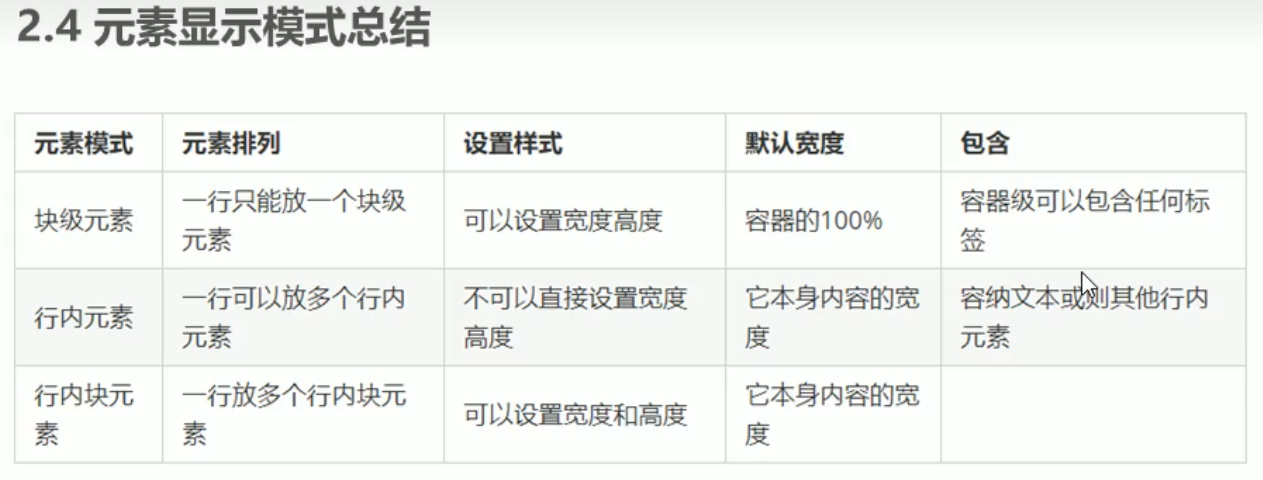 2.4 元素显示模式总结
元素模式 元素排列 设置样式 默认宽度 包含
块级元素 一行只能放一个块级元素 可以设置宽度高度 容器的100% 容器级可以包含任何标签
行内元素 一行可以放多个行内元素 不可以直接设置宽度高度 它本身内容的宽度 容纳文本或则其他行内元素
行内块元素 一行放多个行内块元素 可以设置宽度和高度 它本身内容的宽度